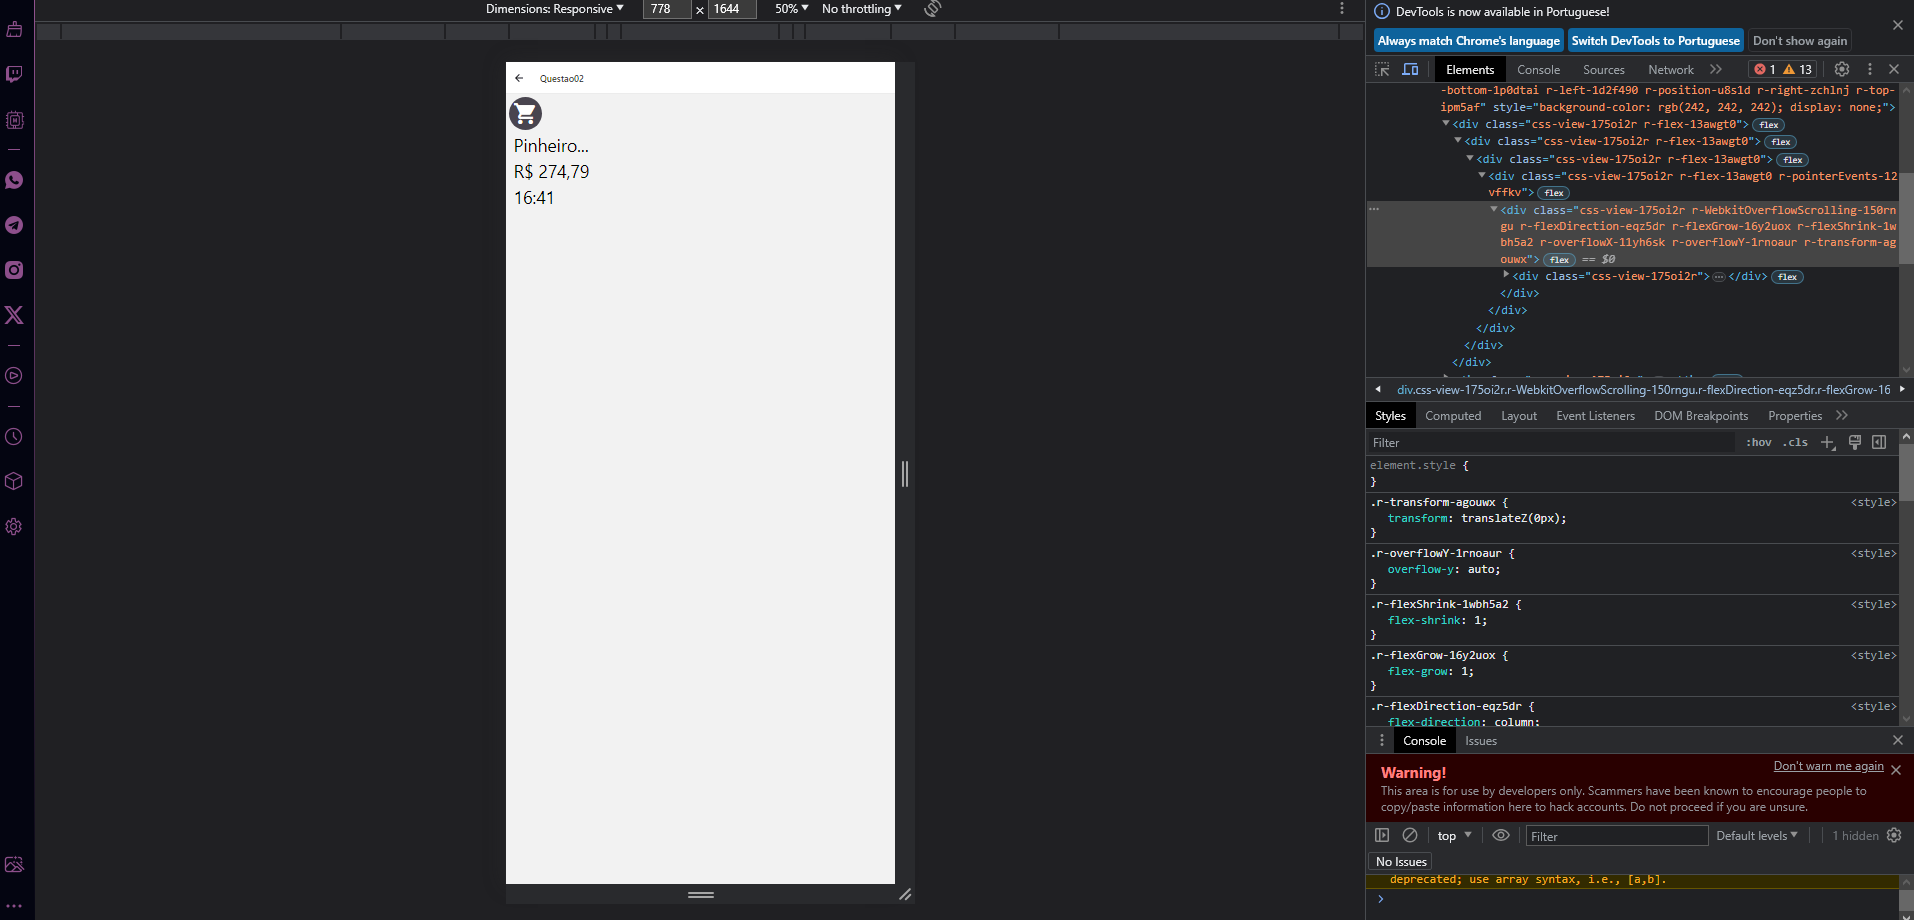 Dimensions: Responsive ▼ 778 × 1644 50% ▼ No throttling ▼
Questao02
Pinheiro...
R$ 274,79
16:41
DevTools is now available in Portuguese!
Always match Chrome's language Switch DevTools to Portuguese Don't show again
Elements Console Sources Network 1 13
-bottom-1p0dtai r-left-1d2f490 r-position-u8s1d r-right-zchlnj r-top-
ipm5af" style="background-color: rgb(242, 242, 242); display: none;">
<div class="css-view-175oi2r r-flex-13awgt0"> flex
<div class="css-view-175oi2r r-flex-13awgt0"> flex
<div class="css-view-175oi2r r-flex-13awgt0"> flex
<div class="css-view-175oi2r r-flex-13awgt0 r-pointerEvents-12
vffkv"> flex
<div class="css-view-175oi2r r-WebkitOverflowScrolling-150rn
gu r-flexDirection-eqz5dr r-flexGrow-16y2uox r-flexShrink-1w
bh5a2 r-overflowX-11yh6sk r-overflowY-1rnoaur r-transform-ag
ouwx"> flex == $0
<div class="css-view-175oi2r"> … </div> flex
</div>
</div>
</div>
</div>
</div>
div.css-view-175oi2r.r-WebkitOverflowScrolling-150rngu.r-flexDirection-eqz5dr.r-flexGrow-16
Styles Computed Layout Event Listeners DOM Breakpoints Properties
Filter :hov .cls
element.style {
}
.r-transform-agouwx { <style>
transform: translateZ(0px);
}
.r-overflowY-1rnoaur { <style>
overflow-y: auto;
}
.r-flexShrink-1wbh5a2 { <style>
flex-shrink: 1;
}
.r-flexGrow-16y2uox { <style>
flex-grow: 1;
}
.r-flexDirection-eqz5dr { <style>
flex-direction: column;
Console Issues
Warning! Don't warn me again
This area is for use by developers only. Scammers have been known to encourage people to
copy/paste information here to hack accounts. Do not proceed if you are unsure.
top ▼ Filter Default levels ▼ 1 hidden
No Issues
deprecated; use array syntax, i.e., [a,b].